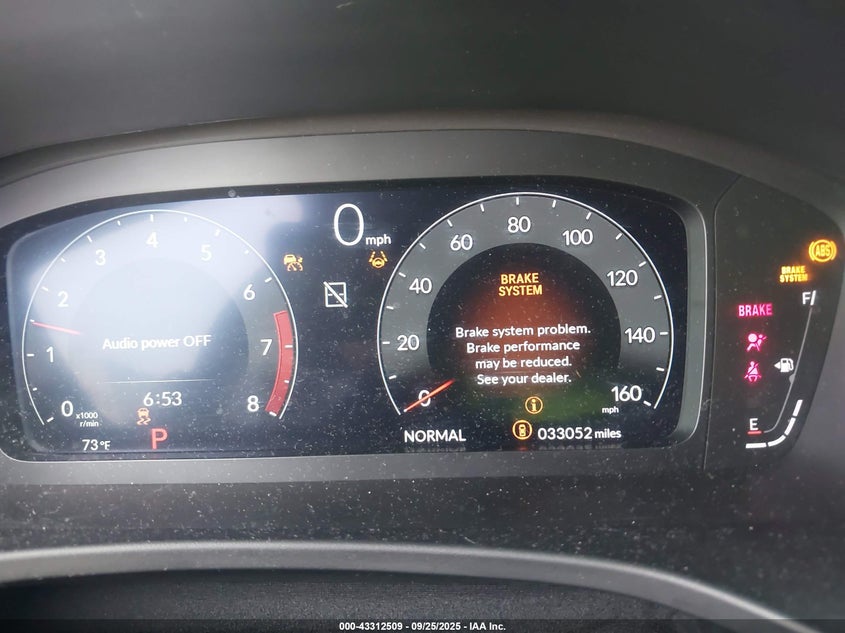 0 mph
4
3
5
2
6
1
7
0
8
x1000
r/min
Audio power OFF
6:53
73°F
P
80
60
100
40
120
20
140
0
160
mph
BRAKE
SYSTEM
Brake system problem.
Brake performance
may be reduced.
See your dealer.
NORMAL
033052 miles
ABS
BRAKE
SYSTEM
F
BRAKE
E
000-43312509 - 09/25/2025 - IAA Inc.